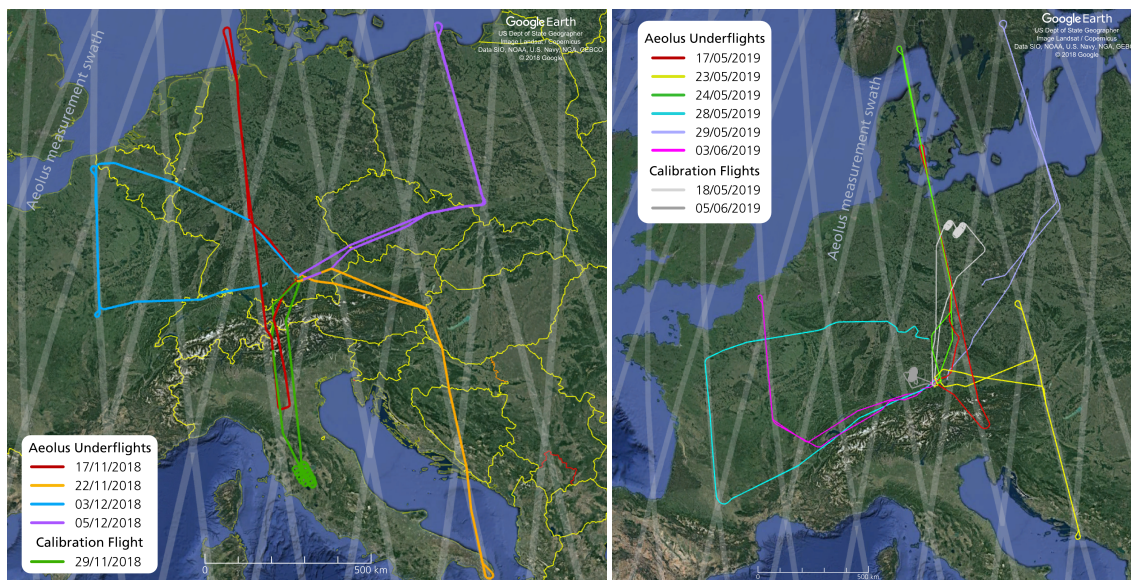 Google Earth
US Dept of State Geographer
Image Landsat / Copernicus
Data SIO, NOAA, U.S. Navy, NGA, GEBCO
© 2018 Google
Aeolus measurement swath
Aeolus Underflights
17/11/2018
22/11/2018
03/12/2018
05/12/2018
Calibration Flight
29/11/2018
0
500 km
Google Earth
US Dept of State Geographer
Image Landsat / Copernicus
Data SIO, NOAA, U.S. Navy, NGA, GEBC
© 2018 Google
Aeolus Underflights
17/05/2019
23/05/2019
24/05/2019
28/05/2019
29/05/2019
03/06/2019
Calibration Flights
18/05/2019
05/06/2019
Aeolus measurement swath
0
500 km